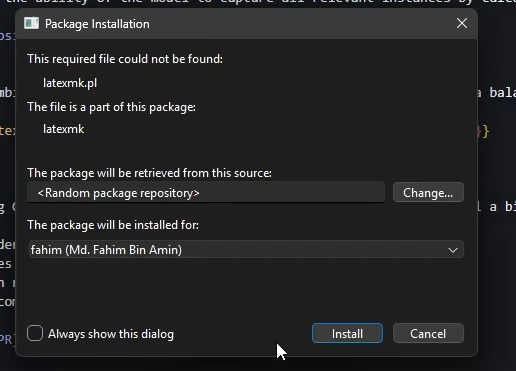 the ability of the model to capture all relevant instances by calcu
Package Installation
This required file could not be found:
latexmk.pl
The file is a part of this package:
latexmk
a bala
}}
The package will be retrieved from this source:
<Random package repository>
Change...
The package will be installed for:
l a bi
fahim (Md. Fahim Bin Amin)
Always show this dialog
Install
Cancel